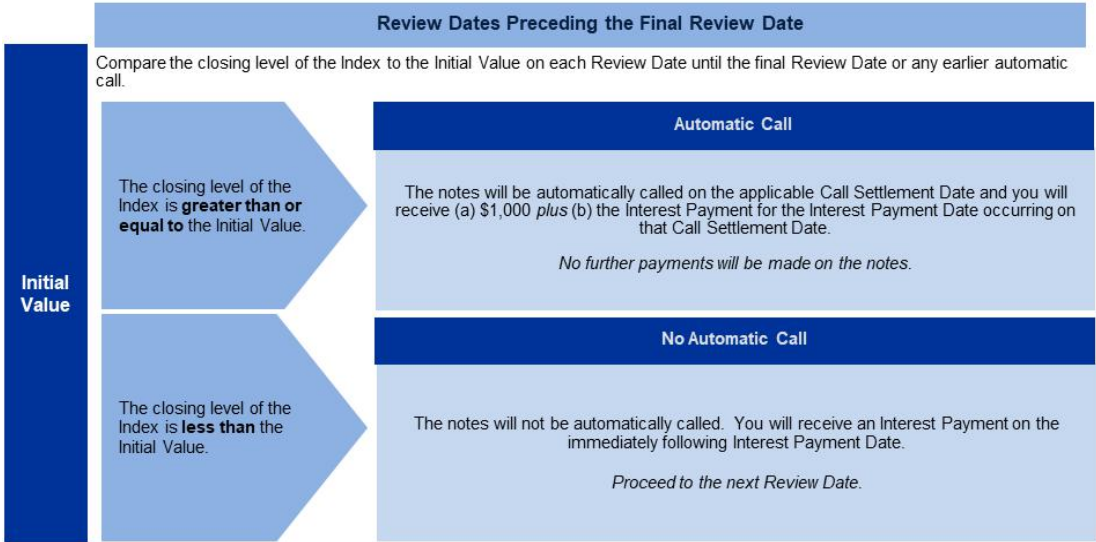 Review Dates Preceding the Final Review Date
Compare the closing level of the Index to the Initial Value on each Review Date until the final Review Date or any earlier automatic
call.
Initial
Value
The closing level of the
Index is greater than or
equal to the Initial Value.
Automatic Call
The notes will be automatically called on the applicable Call Settlement Date and you will
receive (a) $1,000 plus (b) the Interest Payment for the Interest Payment Date occurring on
that Call Settlement Date.
No further payments will be made on the notes.
The closing level of the
Index is less than the
Initial Value.
No Automatic Call
The notes will not be automatically called. You will receive an Interest Payment on the
immediately following Interest Payment Date.
Proceed to the next Review Date.